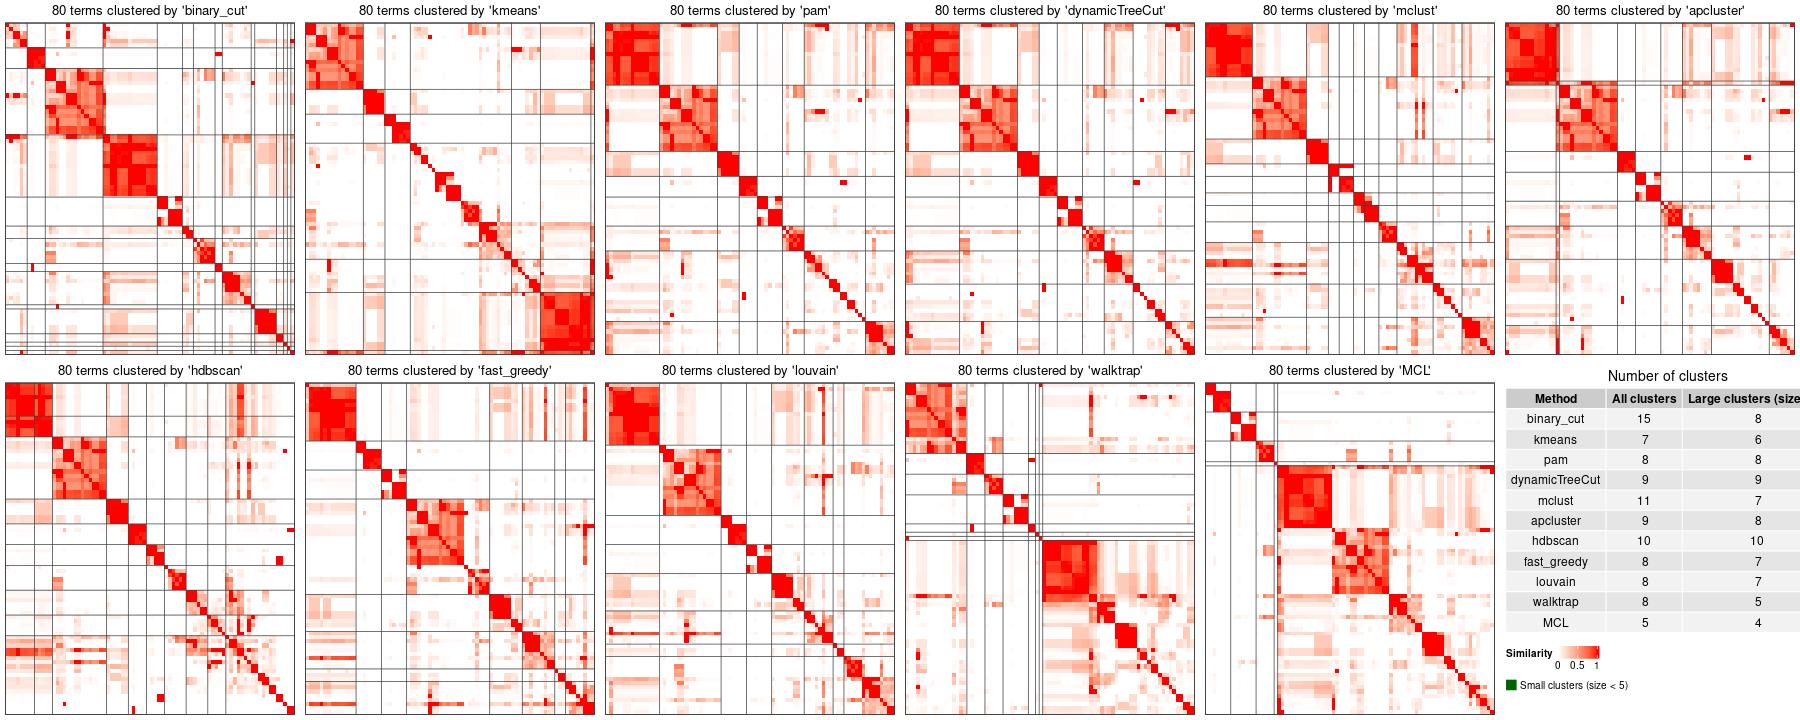 80 terms clustered by 'binary_cut'
80 terms clustered by 'kmeans'
80 terms clustered by 'pam'
80 terms clustered by 'dynamicTreeCut'
80 terms clustered by 'mclust'
80 terms clustered by 'apcluster'
80 terms clustered by 'hdbscan'
80 terms clustered by 'fast_greedy'
80 terms clustered by 'louvain'
80 terms clustered by 'walktrap'
80 terms clustered by 'MCL'
Number of clusters
Method All clusters Large clusters (size
binary_cut 15 8
kmeans 7 6
pam 8 8
dynamicTreeCut 9 9
mclust 11 7
apcluster 9 8
hdbscan 10 10
fast_greedy 8 7
louvain 8 7
walktrap 8 5
MCL 5 4
Similarity
0 0.5 1
Small clusters (size < 5)